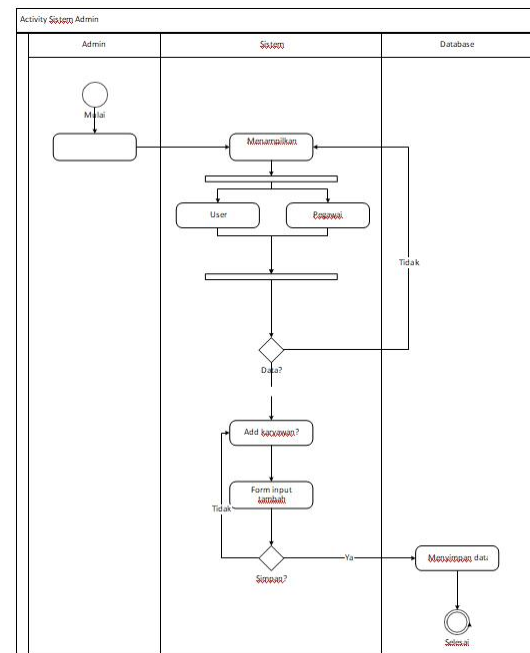 Activity Sistem Admin
Admin
Sistem
Database
Mulai
Menampilkan
User
Pegawai
Tidak
Data?
Add karyawan?
Form input
tambah
Tidak
Ya
Menyimpan data
Simpan?
Selesai